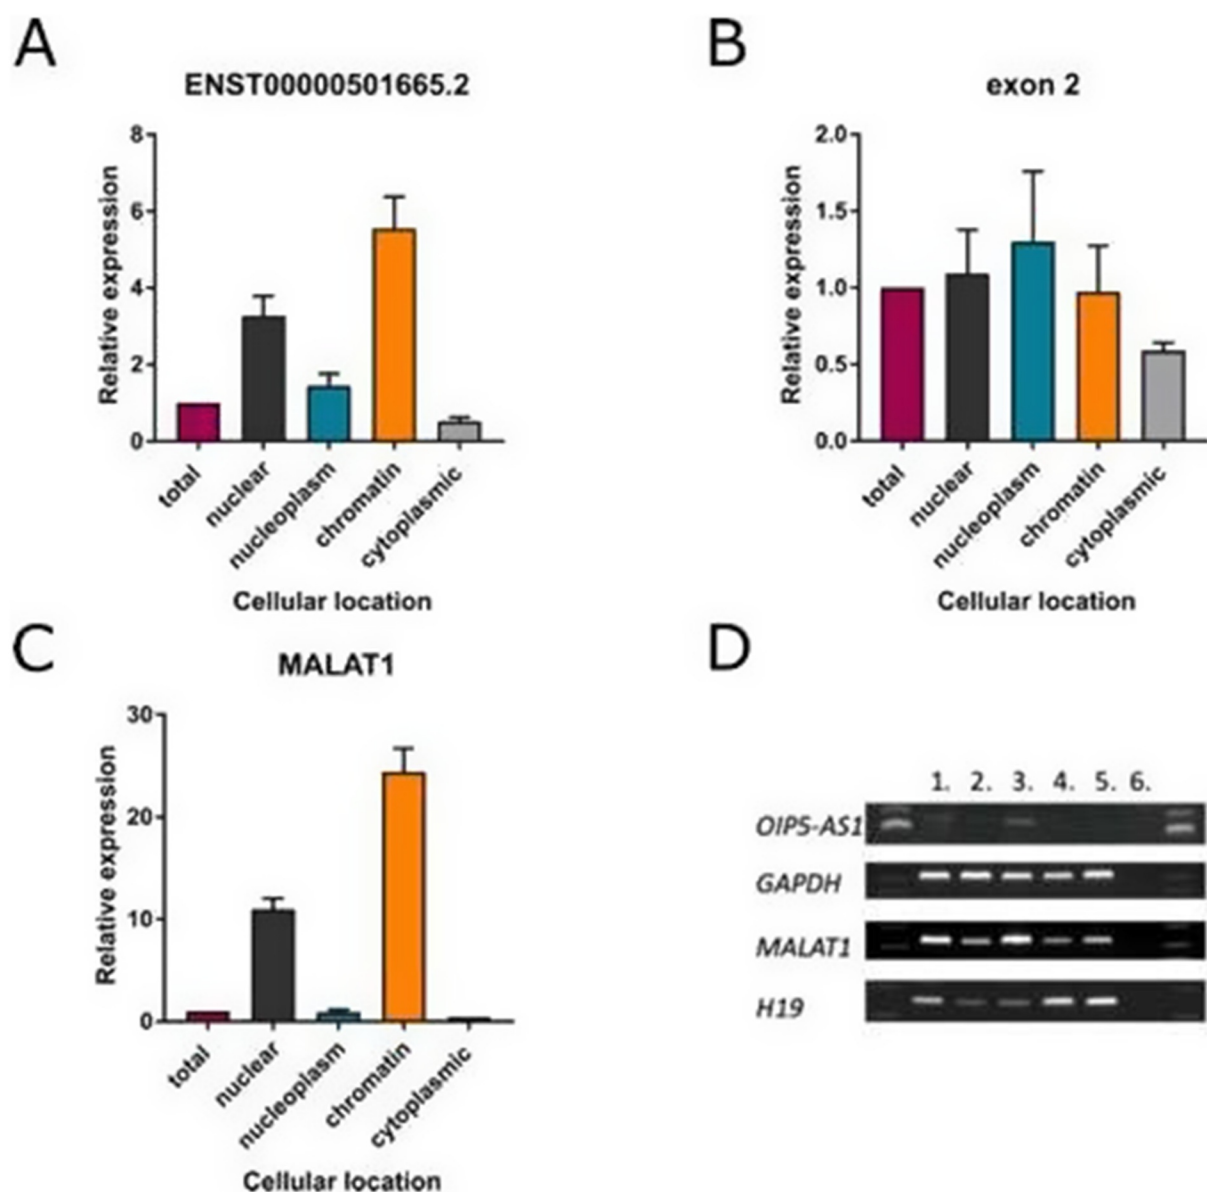 A
ENST00000501665.2
Relative expression
8
6
4
2
0
total
nuclear
nucleoplasm
chromatin
cytoplasmic
Cellular location
B
exon 2
Relative expression
2.0
1.5
1.0
0.5
0.0
total
nuclear
nucleoplasm
chromatin
cytoplasmic
Cellular location
C
MALAT1
Relative expression
30
20
10
0
total
nuclear
nucleoplasm
chromatin
cytoplasmic
Cellular location
D
1. 2. 3. 4. 5. 6.
OIP5-AS1
GAPDH
MALAT1
H19